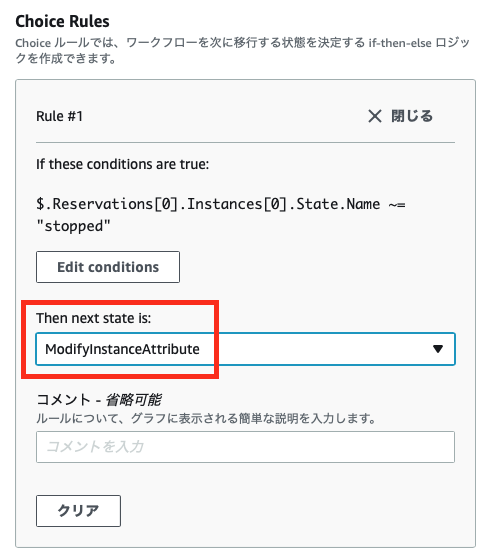 Choice Rules
Choice ルールでは、ワークフローを次に移行する状態を決定する if-then-else ロジッ
クを作成できます。
Rule #1
閉じる
If these conditions are true:
$.Reservations[0].Instances[0].State.Name ~=
"stopped"
Edit conditions
Then next state is:
ModifyInstanceAttribute
コメント - 省略可能
ルールについて、グラフに表示される簡単な説明を入力します。
コメントを入力
クリア